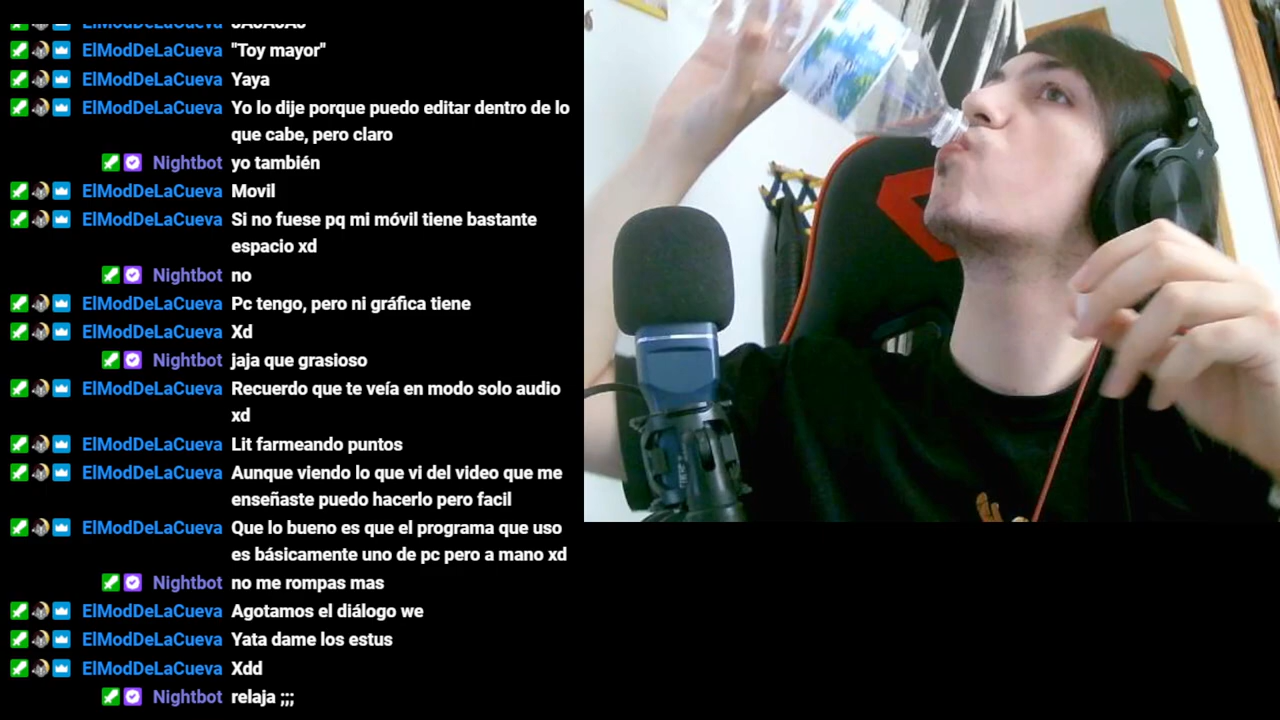 ElModDeLaCueva JAJAJAJ
ElModDeLaCueva "Toy mayor"
ElModDeLaCueva Yaya
ElModDeLaCueva Yo lo dije porque puedo editar dentro de lo
que cabe, pero claro
Nightbot yo también
ElModDeLaCueva Movil
ElModDeLaCueva Si no fuese pq mi móvil tiene bastante
espacio xd
Nightbot no
ElModDeLaCueva Pc tengo, pero ni gráfica tiene
ElModDeLaCueva Xd
Nightbot jaja que grasioso
ElModDeLaCueva Recuerdo que te veía en modo solo audio
xd
ElModDeLaCueva Lit farmeando puntos
ElModDeLaCueva Aunque viendo lo que vi del video que me
enseñaste puedo hacerlo pero facil
ElModDeLaCueva Que lo bueno es que el programa que uso
es básicamente uno de pc pero a mano xd
Nightbot no me rompas mas
ElModDeLaCueva Agotamos el diálogo we
ElModDeLaCueva Yata dame los estus
ElModDeLaCueva Xdd
Nightbot relaja ;;;